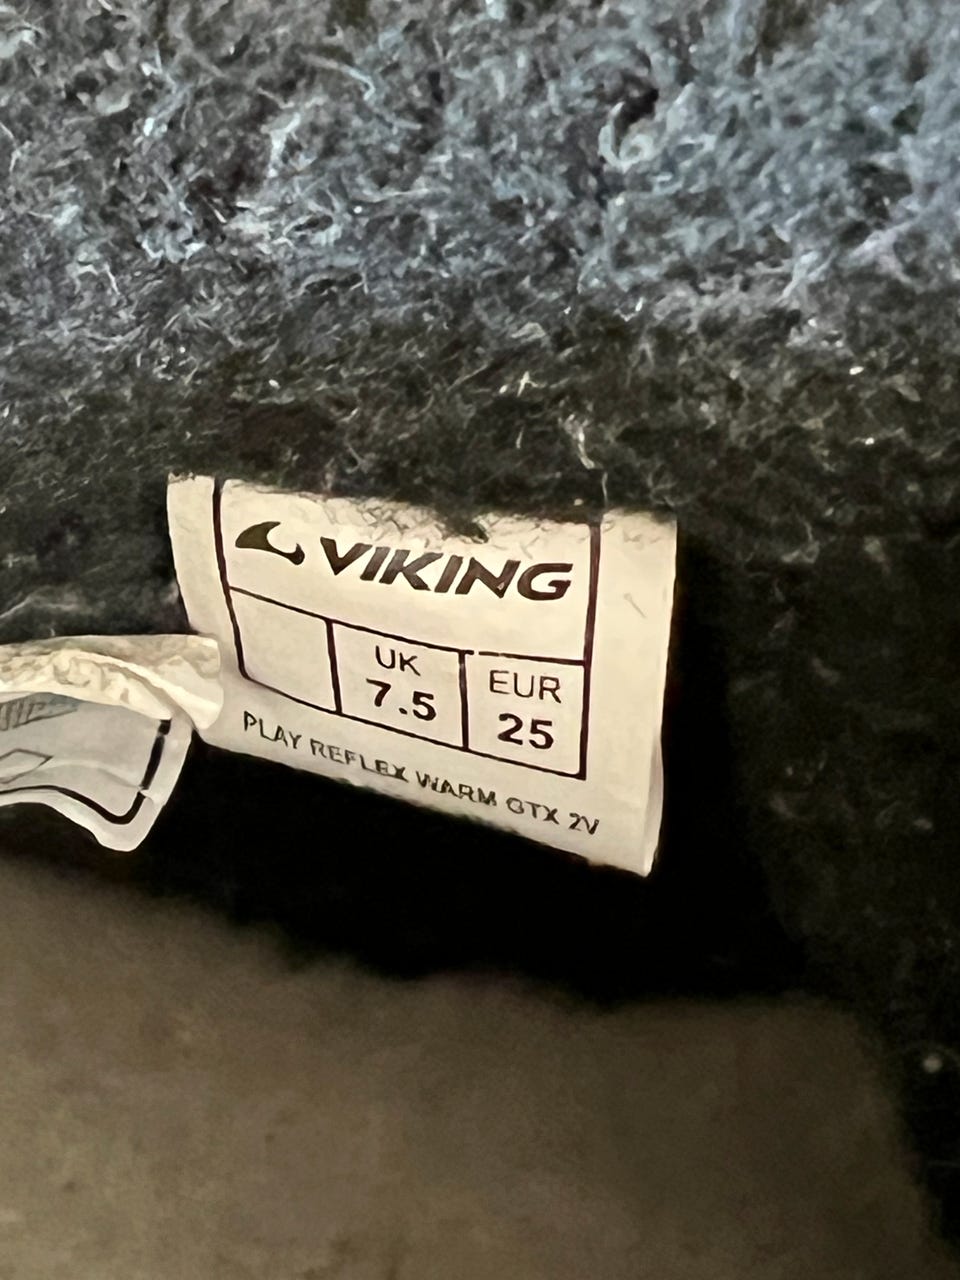 VIKING
UK EUR
7.5 25
PLAY REFLEX WARM GTX 2V